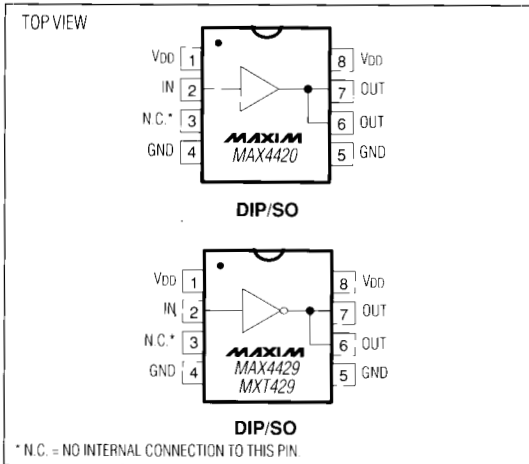 TOP VIEW
VDD 1
8 VDD
IN 2
7 OUT
N.C.* 3
6 OUT
GND 4
5 GND
MAXIM
MAX4420
DIP/SO
VDD 1
8 VDD
IN 2
7 OUT
N.C.* 3
6 OUT
GND 4
5 GND
MAXIM
MAX4429
MXT429
DIP/SO
* N.C. = NO INTERNAL CONNECTION TO THIS PIN.